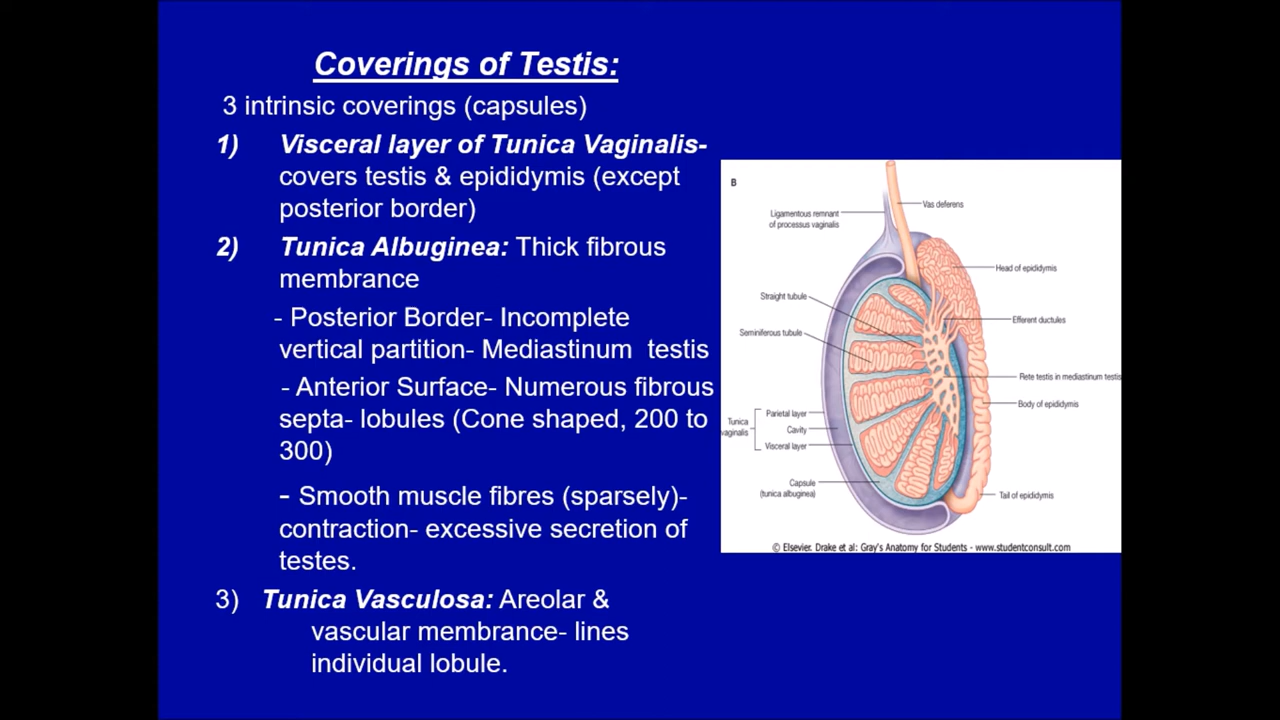 Coverings of Testis:
3 intrinsic coverings (capsules)
1) Visceral layer of Tunica Vaginalis-
covers testis & epididymis (except
posterior border)
2) Tunica Albuginea: Thick fibrous
membrance
- Posterior Border- Incomplete
vertical partition- Mediastinum testis
- Anterior Surface- Numerous fibrous
septa- lobules (Cone shaped, 200 to
300)
- Smooth muscle fibres (sparsely)-
contraction- excessive secretion of
testes.
3) Tunica Vasculosa: Areolar &
vascular membrance- lines
individual lobule.
B
Vas deferens
Ligamentous remnant
of processus vaginalis
Head of epididymis
Straight tubule
Efferent ductules
Seminiferous tubule
Rete testis in mediastinum testis
Body of epididymis
Parietal layer
Tunica
vaginalis
Cavity
Visceral layer
Capsule
(tunica albuginea)
Tail of epididymis
© Elsevier. Drake et al: Gray's Anatomy for Students - www.studentconsult.com